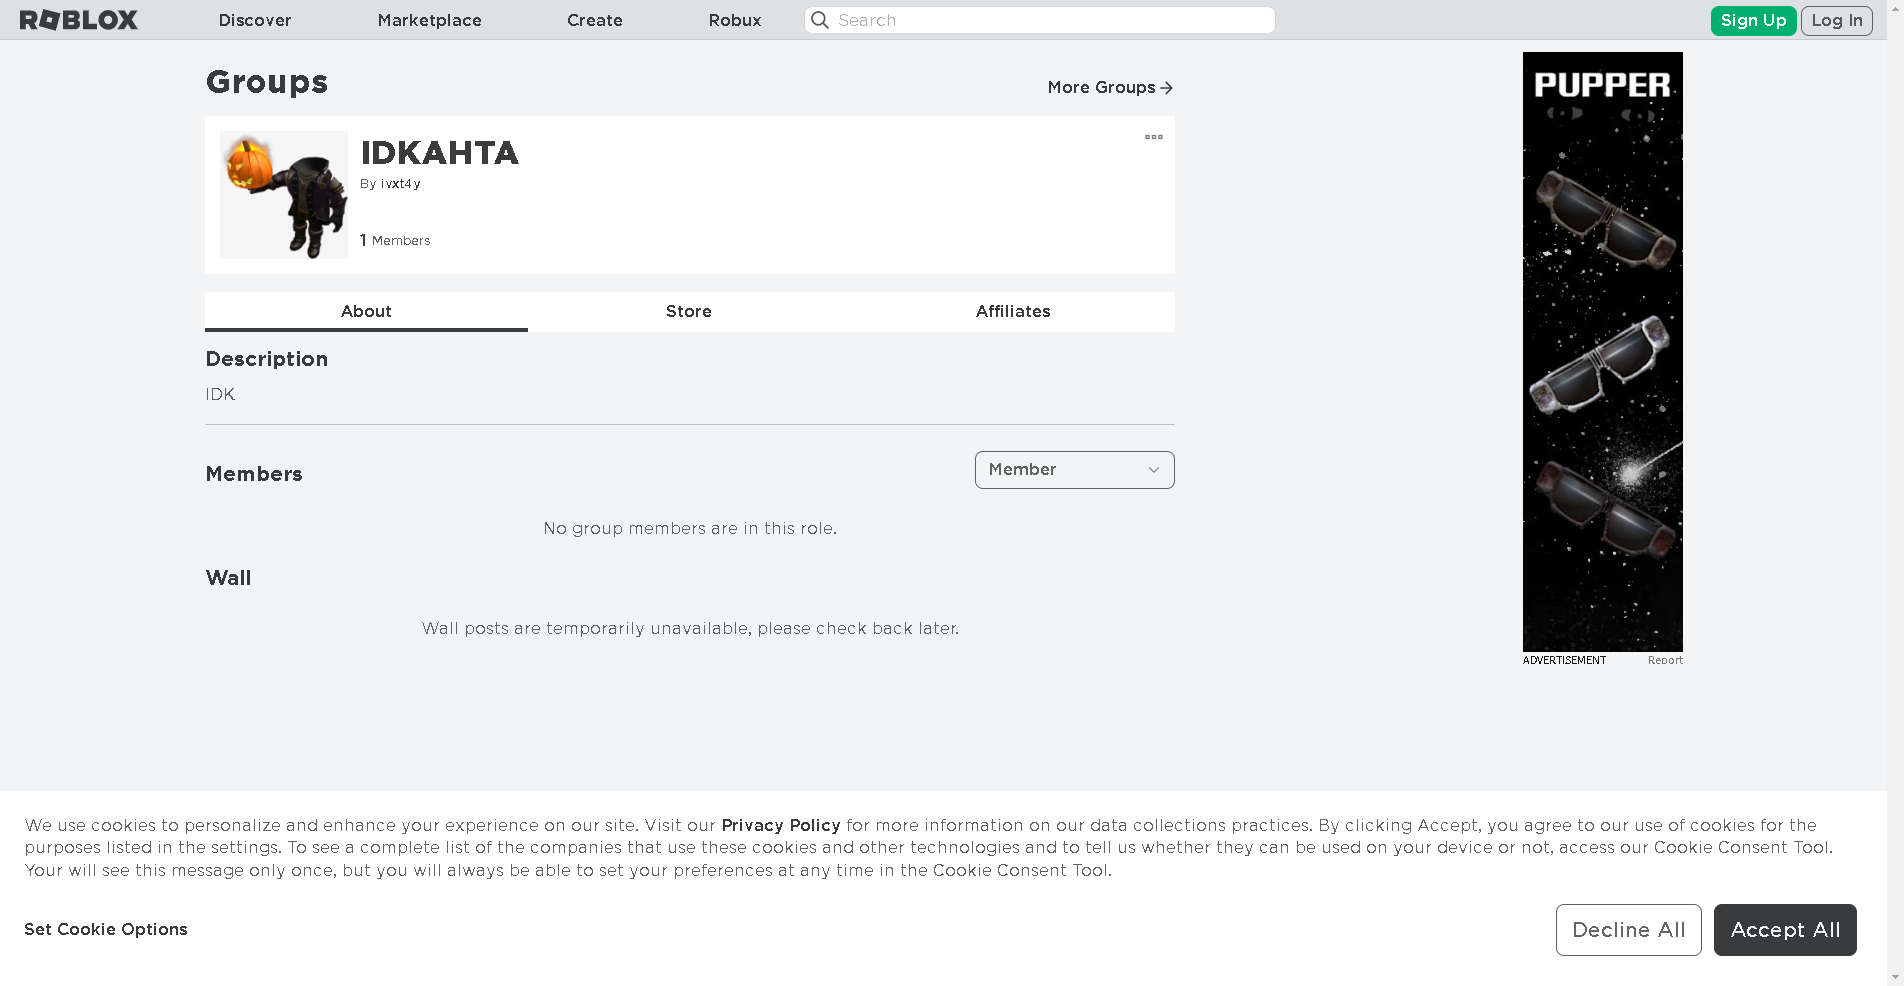 ROBLOX
Discover
Marketplace
Create
Robux
Search
Sign Up
Log In
Groups
More Groups
IDKAHTA
By ivxt4y
1 Members
About
Store
Affiliates
Description
IDK
Members
Member
No group members are in this role.
Wall
Wall posts are temporarily unavailable, please check back later.
PUPPER
ADVERTISEMENT
Report
We use cookies to personalize and enhance your experience on our site. Visit our Privacy Policy for more information on our data collections practices. By clicking Accept, you agree to our use of cookies for the
purposes listed in the settings. To see a complete list of the companies that use these cookies and other technologies and to tell us whether they can be used on your device or not, access our Cookie Consent Tool.
Your will see this message only once, but you will always be able to set your preferences at any time in the Cookie Consent Tool.
Set Cookie Options
Decline All
Accept All